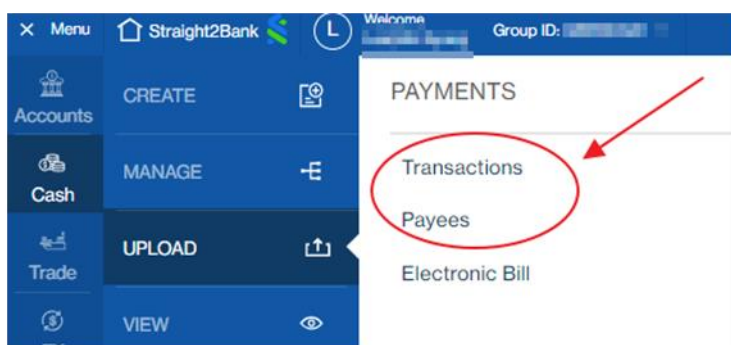 × Menu
Straight2Bank
L
Welcome
Group ID:
Accounts
CREATE
PAYMENTS
Cash
MANAGE
Transactions
Payees
Trade
UPLOAD
Electronic Bill
VIEW